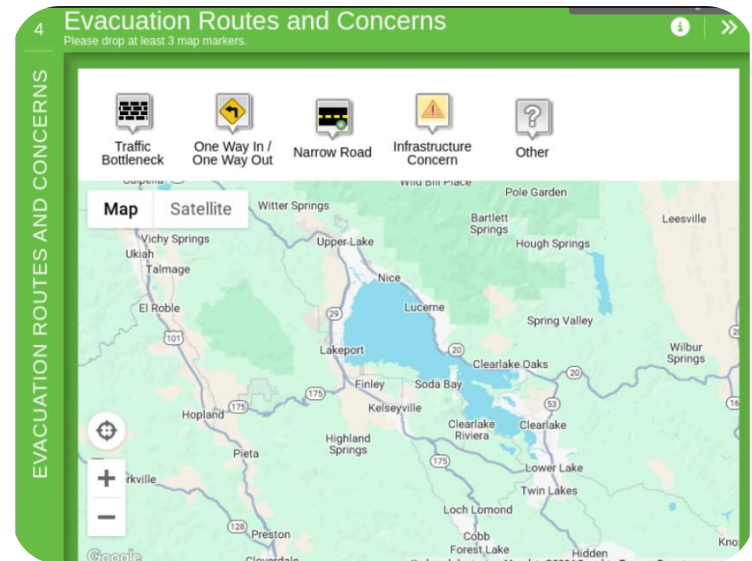 4
Evacuation Routes and Concerns
Please drop at least 3 map markers.
EVACUATION ROUTES AND CONCERNS
Traffic
Bottleneck
One Way In /
One Way Out
Narrow Road
Infrastructure
Concern
Other
Map
Satellite
Wild Bill Place
Pole Garden
Witter Springs
Bartlett
Springs
Leesville
Vichy Springs
Upper Lake
Hough Springs
Ukiah
Talmage
Nice
El Roble
29
Lucerne
Spring Valley
101
20
Wilbur
Springs
Lakeport
Clearlake Oaks
20
175
Finley
Soda Bay
Hopland
175
Kelseyville
53
16
Clearlake
Riviera
Clearlake
Highland
Springs
Pieta
175
Lower Lake
Twin Lakes
Loch Lomond
128
Preston
Cobb
Forest Lake
Hidden
Cloverdale
Google